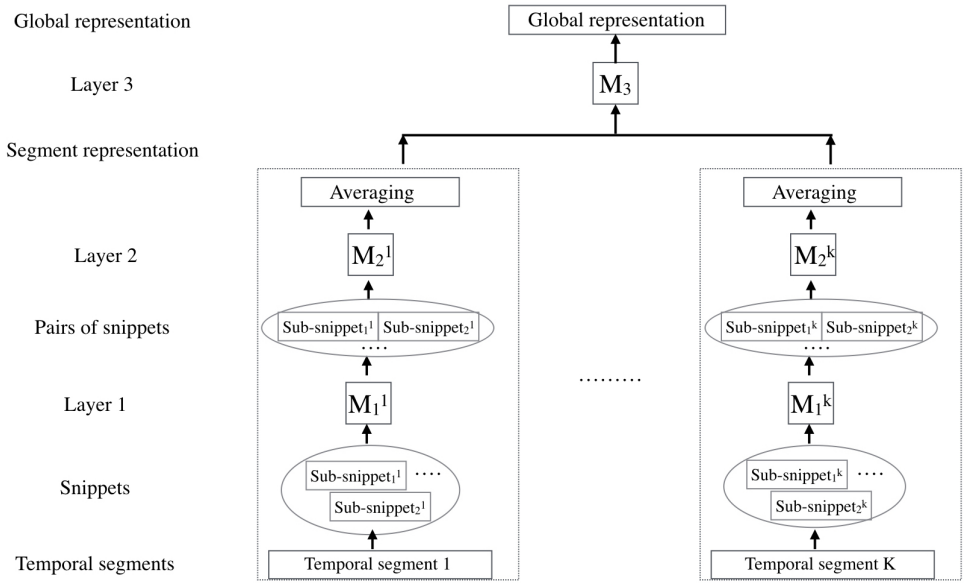 Global representation
Global representation
Layer 3
M₃
Segment representation
Averaging
Averaging
Layer 2
M₂¹
M₂ᵏ
Pairs of snippets
Sub-snippet₁¹ Sub-snippet₂¹
....
Sub-snippet₁ᵏ Sub-snippet₂ᵏ
....
.........
Layer 1
M₁¹
M₁ᵏ
Snippets
Sub-snippet₁¹ ....
Sub-snippet₂¹
Sub-snippet₁ᵏ ....
Sub-snippet₂ᵏ
Temporal segments
Temporal segment 1
Temporal segment K